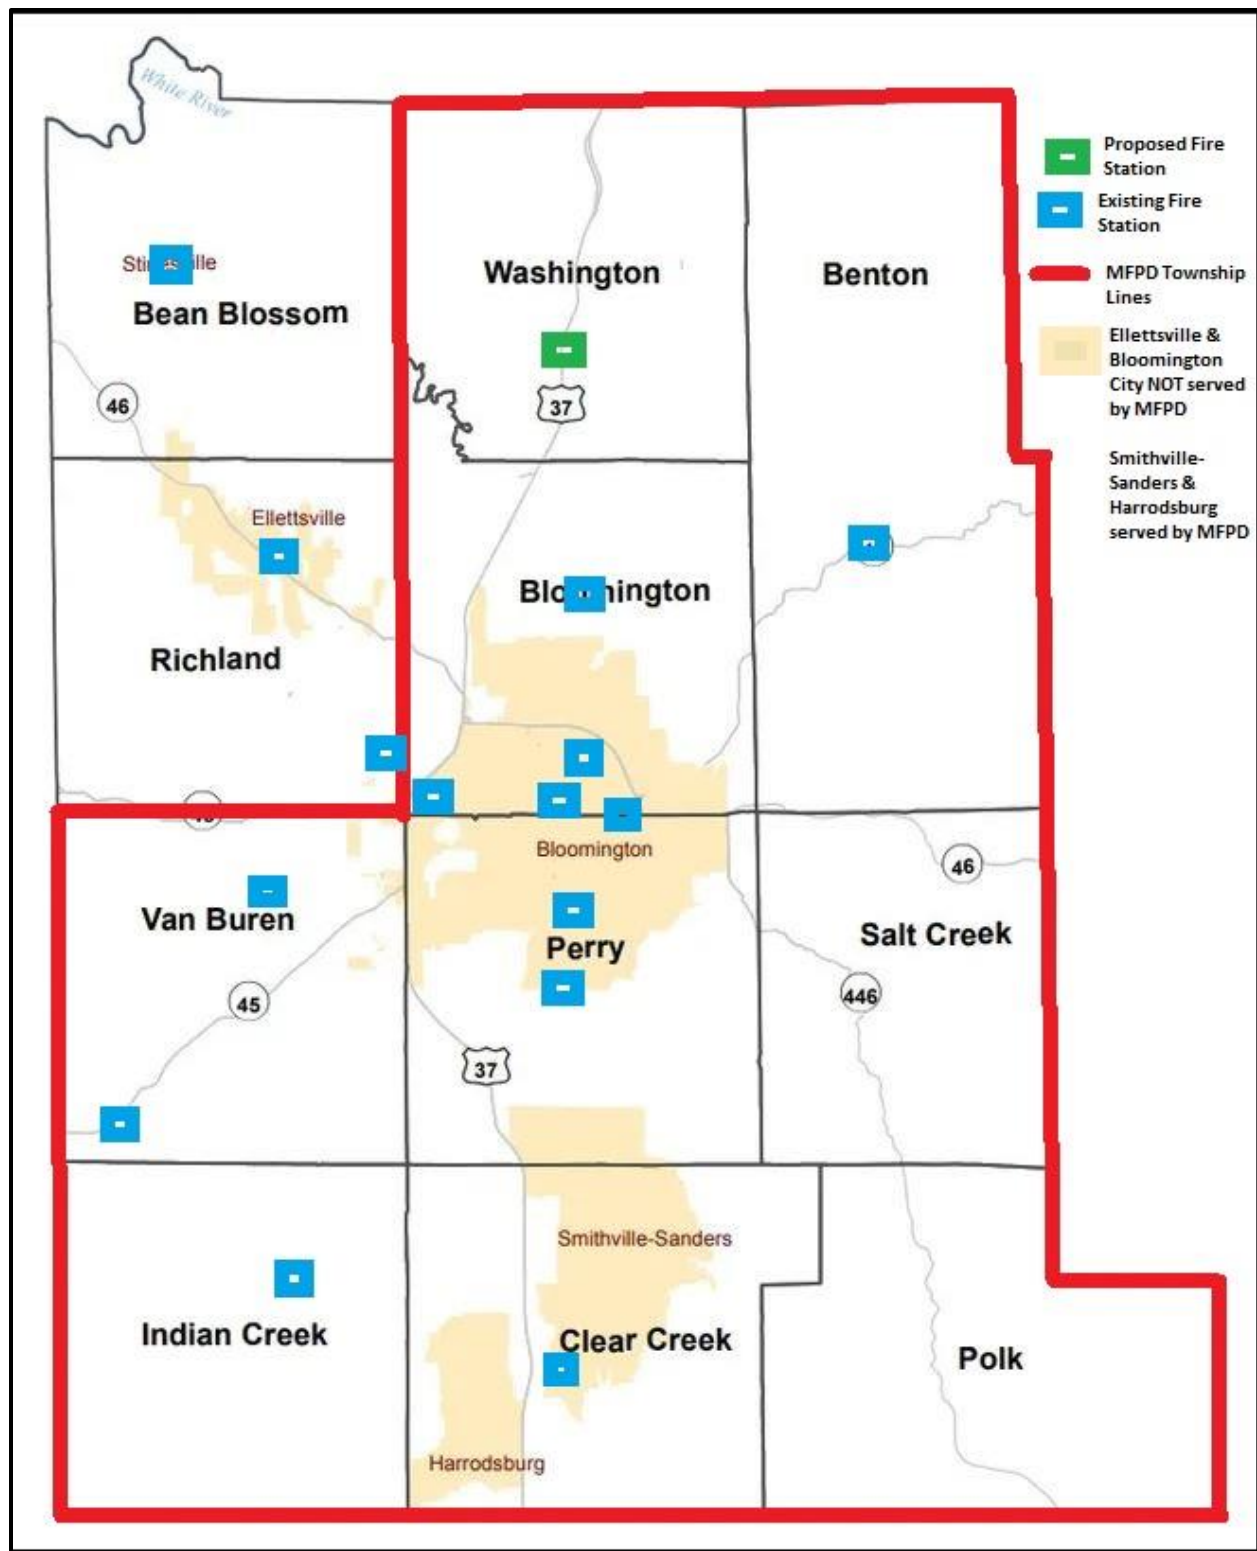 White River
Proposed Fire
Station
Existing Fire
Station
MFPD Township
Lines
Ellettsville &
Bloomington
City NOT served
by MFPD
Smithville-
Sanders &
Harrodsburg
served by MFPD
Washington
Benton
Bean Blossom
46
37
Ellettsville
Richland
Bloomington
Van Buren
Perry
46
Salt Creek
45
446
37
Smithville-Sanders
Indian Creek
Clear Creek
Polk
Harrodsburg